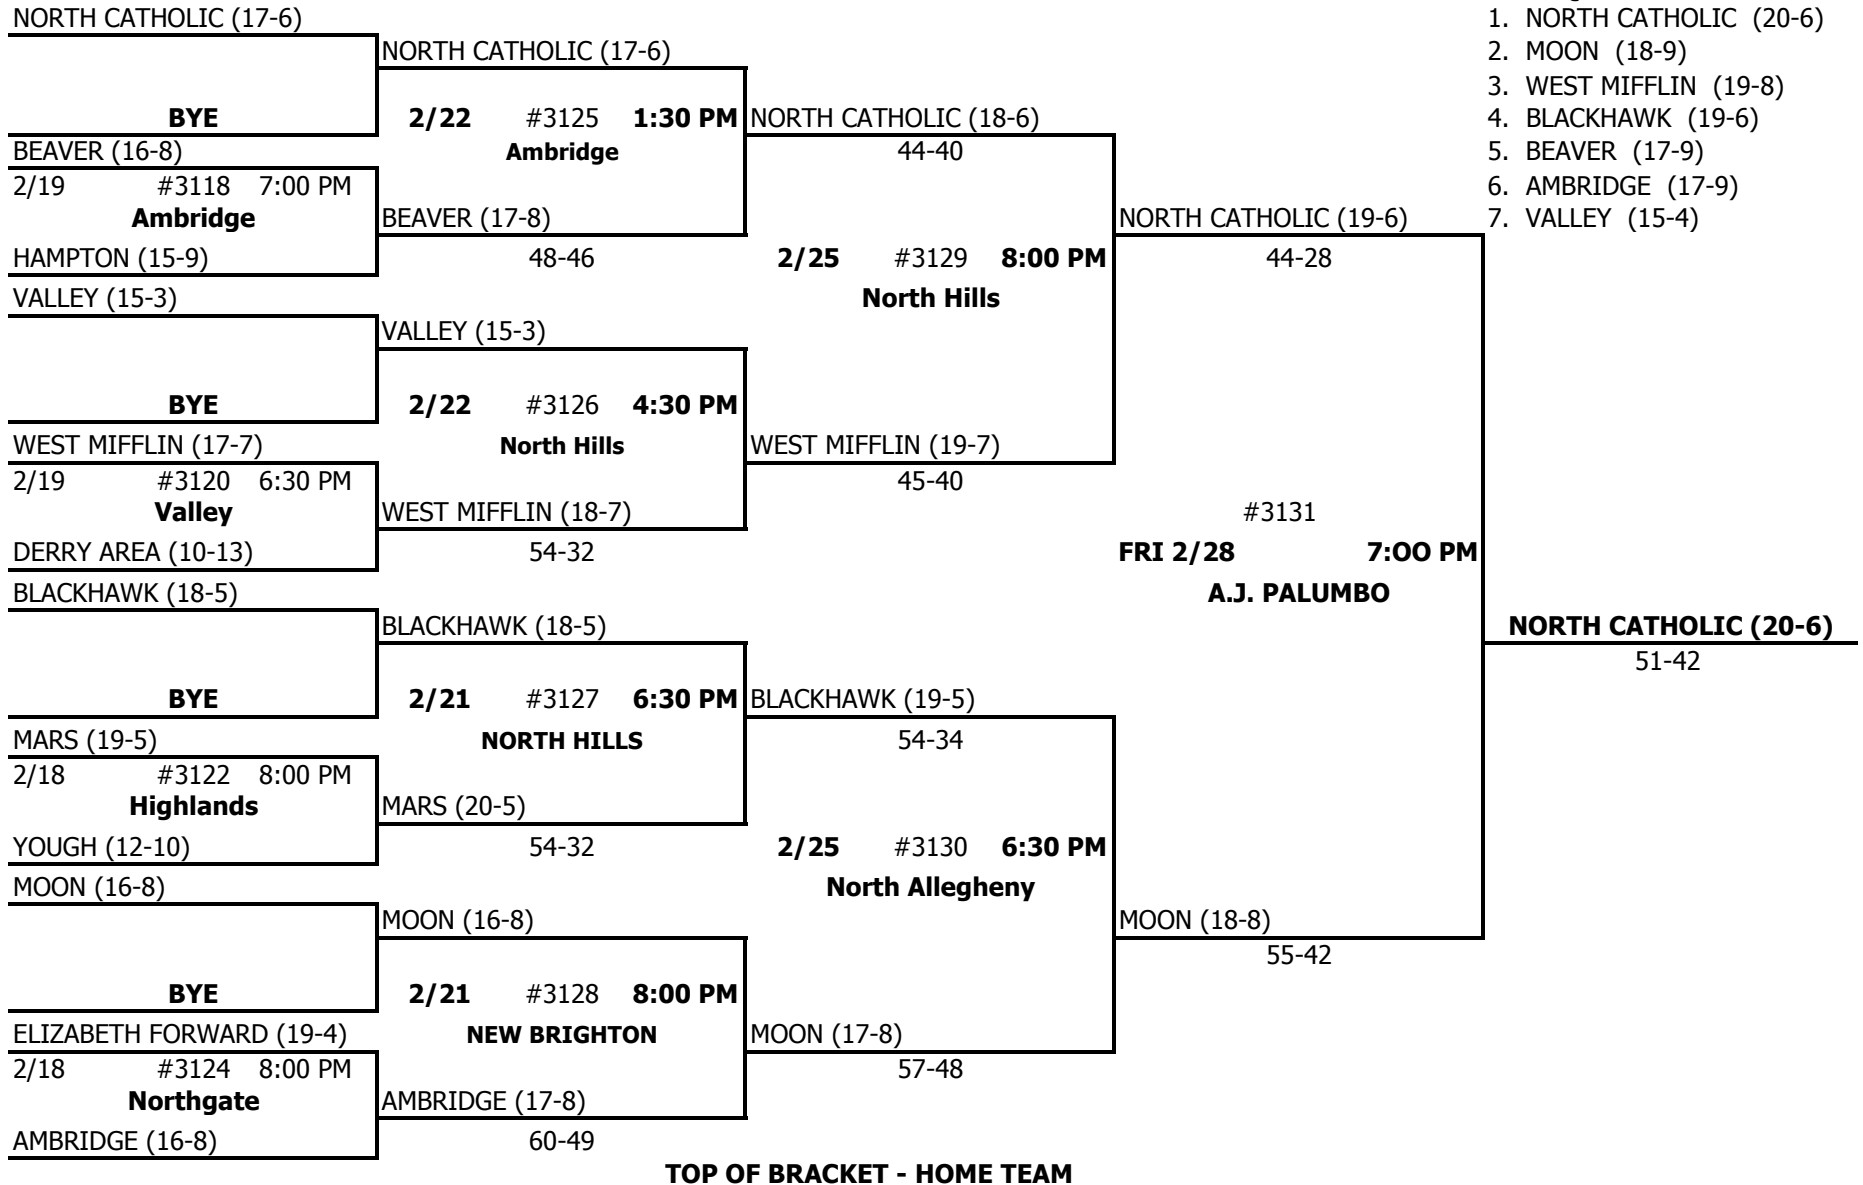 NORTH CATHOLIC (17-6)
1. NORTH CATHOLIC (20-6)
NORTH CATHOLIC (17-6)
2. MOON (18-9)
3. WEST MIFFLIN (19-8)
BYE
2/22 #3125 1:30 PM
NORTH CATHOLIC (18-6)
4. BLACKHAWK (19-6)
BEAVER (16-8)
Ambridge
44-40
5. BEAVER (17-9)
2/19 #3118 7:00 PM
6. AMBRIDGE (17-9)
Ambridge
BEAVER (17-8)
NORTH CATHOLIC (19-6)
7. VALLEY (15-4)
HAMPTON (15-9)
48-46
2/25 #3129 8:00 PM
44-28
VALLEY (15-3)
North Hills
VALLEY (15-3)
BYE
2/22 #3126 4:30 PM
WEST MIFFLIN (17-7)
North Hills
WEST MIFFLIN (19-7)
2/19 #3120 6:30 PM
45-40
Valley
WEST MIFFLIN (18-7)
#3131
DERRY AREA (10-13)
54-32
FRI 2/28 7:OO PM
BLACKHAWK (18-5)
A.J. PALUMBO
BLACKHAWK (18-5)
NORTH CATHOLIC (20-6)
51-42
BYE
2/21 #3127 6:30 PM
BLACKHAWK (19-5)
MARS (19-5)
NORTH HILLS
54-34
2/18 #3122 8:00 PM
Highlands
MARS (20-5)
YOUGH (12-10)
54-32
2/25 #3130 6:30 PM
MOON (16-8)
North Allegheny
MOON (16-8)
MOON (18-8)
55-42
BYE
2/21 #3128 8:00 PM
ELIZABETH FORWARD (19-4)
NEW BRIGHTON
MOON (17-8)
2/18 #3124 8:00 PM
57-48
Northgate
AMBRIDGE (17-8)
AMBRIDGE (16-8)
60-49
TOP OF BRACKET - HOME TEAM